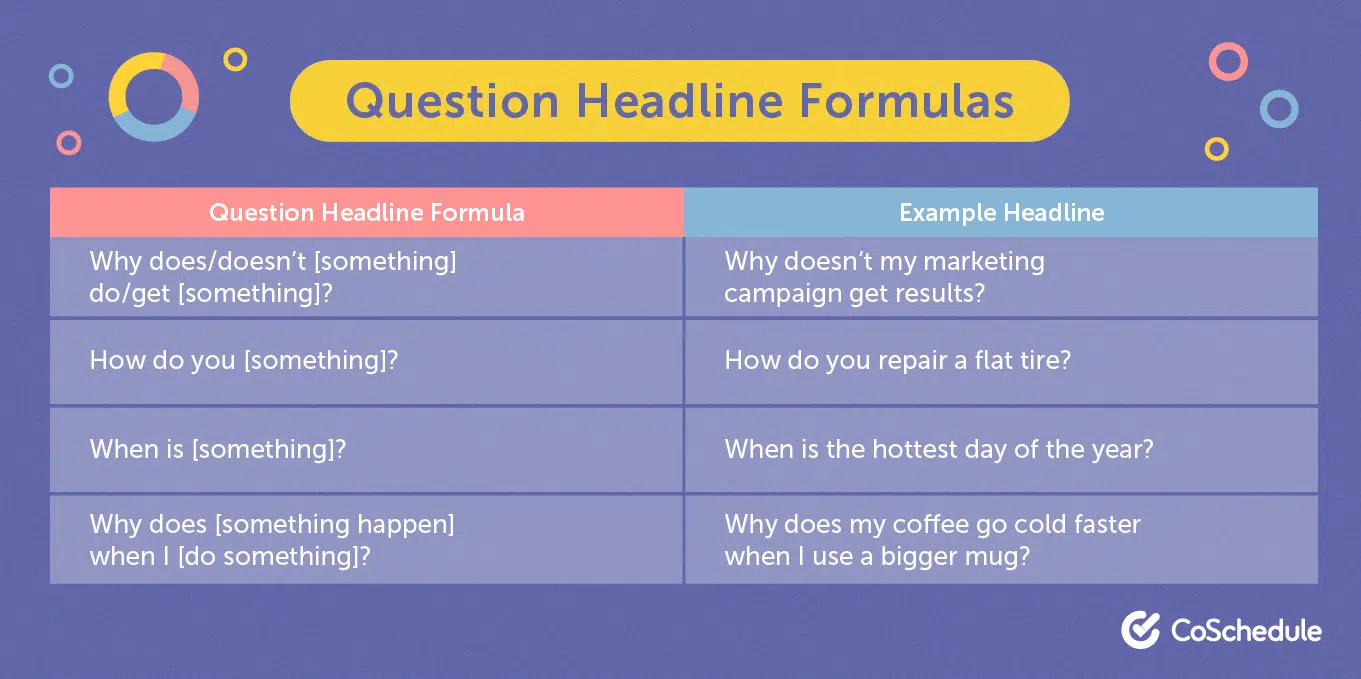 Question Headline Formulas
Question Headline Formula
Example Headline
Why does/doesn’t [something]
do/get [something]?
Why doesn’t my marketing
campaign get results?
How do you [something]?
How do you repair a flat tire?
When is [something]?
When is the hottest day of the year?
Why does [something happen]
when I [do something]?
Why does my coffee go cold faster
when I use a bigger mug?
CoSchedule